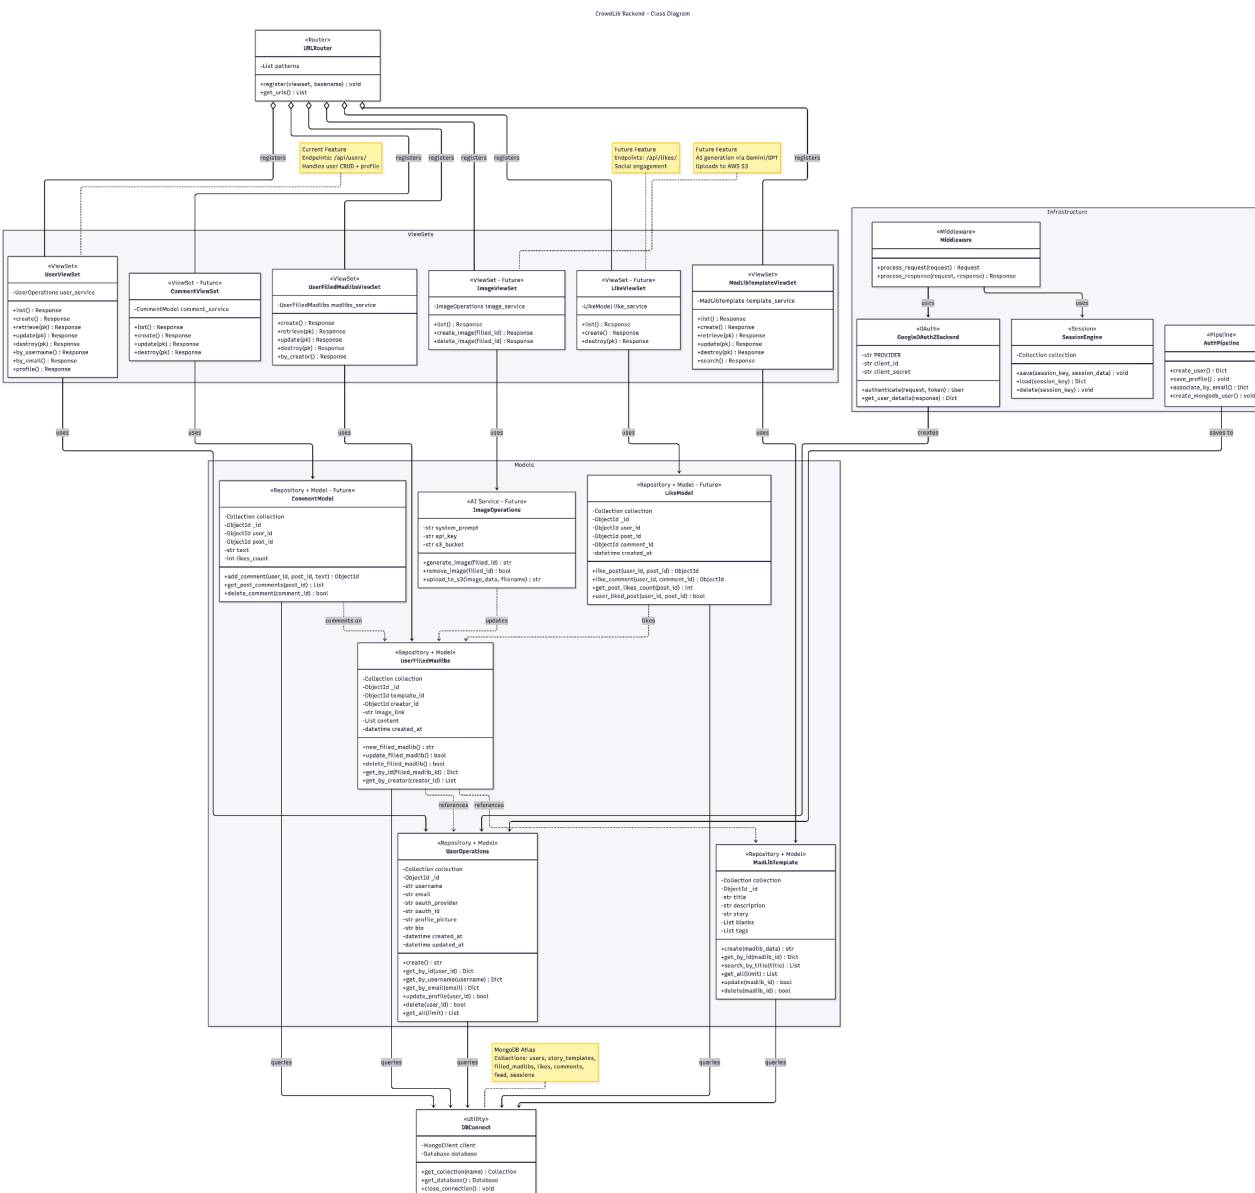 CrowdLib Backend - Class Diagram
«Router»
URLRouter
-List patterns
+register(viewset, basename) : void
+get_urls() : List
registers
registers
registers
registers
registers
registers
Current Feature
Endpoints: /api/users/
Handles user CRUD + profile
Future Feature
Endpoints: /api/likes/
Social engagement
Future Feature
AI generation via Gemini/GPT
Uploads to AWS S3
ViewSets
«ViewSet»
UserViewSet
-UserOperations user_service
+list() : Response
+create() : Response
+retrieve(pk) : Response
+update(pk) : Response
+destroy(pk) : Response
+by_username() : Response
+by_email() : Response
+profile() : Response
«ViewSet - Future»
CommentViewSet
-CommentModel comment_service
+list() : Response
+create() : Response
+update(pk) : Response
+destroy(pk) : Response
«ViewSet»
UserFilledMadlibsViewSet
-UserFilledMadlibs madlibs_service
+create() : Response
+retrieve(pk) : Response
+update(pk) : Response
+destroy(pk) : Response
+by_creator() : Response
«ViewSet - Future»
ImageViewSet
-ImageOperations image_service
+list() : Response
+create_image(filled_id) : Response
+delete_image(filled_id) : Response
«ViewSet - Future»
LikeViewSet
-LikeModel like_service
+list() : Response
+create() : Response
+destroy(pk) : Response
«ViewSet»
MadLibTemplateViewSet
-MadLibTemplate template_service
+list() : Response
+create() : Response
+retrieve(pk) : Response
+update(pk) : Response
+destroy(pk) : Response
+search() : Response
Infrastructure
«Middleware»
Middleware
+process_request(request) : Request
+process_response(request, response) : Response
uses
uses
«OAuth»
GoogleOAuth2Backend
-str PROVIDER
-str client_id
-str client_secret
+authenticate(request, token) : User
+get_user_details(response) : Dict
«Session»
SessionEngine
-Collection collection
+save(session_key, session_data) : void
+load(session_key) : Dict
+delete(session_key) : void
«Pipeline»
AuthPipeline
+create_user() : Dict
+save_profile() : void
+associate_by_email() : Dict
+create_mongodb_user() : void
uses
uses
uses
uses
uses
uses
creates
saves to
Models
«Repository + Model - Future»
CommentModel
-Collection collection
-ObjectId _id
-ObjectId user_id
-ObjectId post_id
-str text
-int likes_count
+add_comment(user_id, post_id, text) : ObjectId
+get_post_comments(post_id) : List
+delete_comment(comment_id) : bool
«AI Service - Future»
ImageOperations
-str system_prompt
-str api_key
-str s3_bucket
+generate_image(filled_id) : str
+remove_image(filled_id) : bool
+upload_to_s3(image_data, filename) : str
«Repository + Model - Future»
LikeModel
-Collection collection
-ObjectId _id
-ObjectId user_id
-ObjectId post_id
-ObjectId comment_id
-datetime created_at
+like_post(user_id, post_id) : ObjectId
+like_comment(user_id, comment_id) : ObjectId
+get_post_likes_count(post_id) : int
+user_liked_post(user_id, post_id) : bool
comments on
updates
likes
«Repository + Model»
UserFilledMadlibs
-Collection collection
-ObjectId _id
-ObjectId template_id
-ObjectId creator_id
-str image_link
-List content
-datetime created_at
+new_filled_madlib() : str
+update_filled_madlib() : bool
+delete_filled_madlib() : bool
+get_by_id(filled_madlib_id) : Dict
+get_by_creator(creator_id) : List
references
references
«Repository + Model»
UserOperations
-Collection collection
-ObjectId _id
-str username
-str email
-str oauth_provider
-str oauth_id
-str profile_picture
-str bio
-datetime created_at
-datetime updated_at
+create() : str
+get_by_id(user_id) : Dict
+get_by_username(username) : Dict
+get_by_email(email) : Dict
+update_profile(user_id) : bool
+delete(user_id) : bool
+get_all(limit) : List
«Repository + Model»
MadLibTemplate
-Collection collection
-ObjectId _id
-str title
-str description
-str story
-List blanks
-List tags
+create(madlib_data) : str
+get_by_id(madlib_id) : Dict
+search_by_title(title) : List
+get_all(limit) : List
+update(madlib_id) : bool
+delete(madlib_id) : bool
MongoDB Atlas
Collections: users, story_templates,
filled_madlibs, likes, comments,
feed, sessions
queries
queries
queries
queries
queries
«Utility»
DBConnect
-MongoClient client
-Database database
+get_collection(name) : Collection
+get_database() : Database
+close_connection() : void